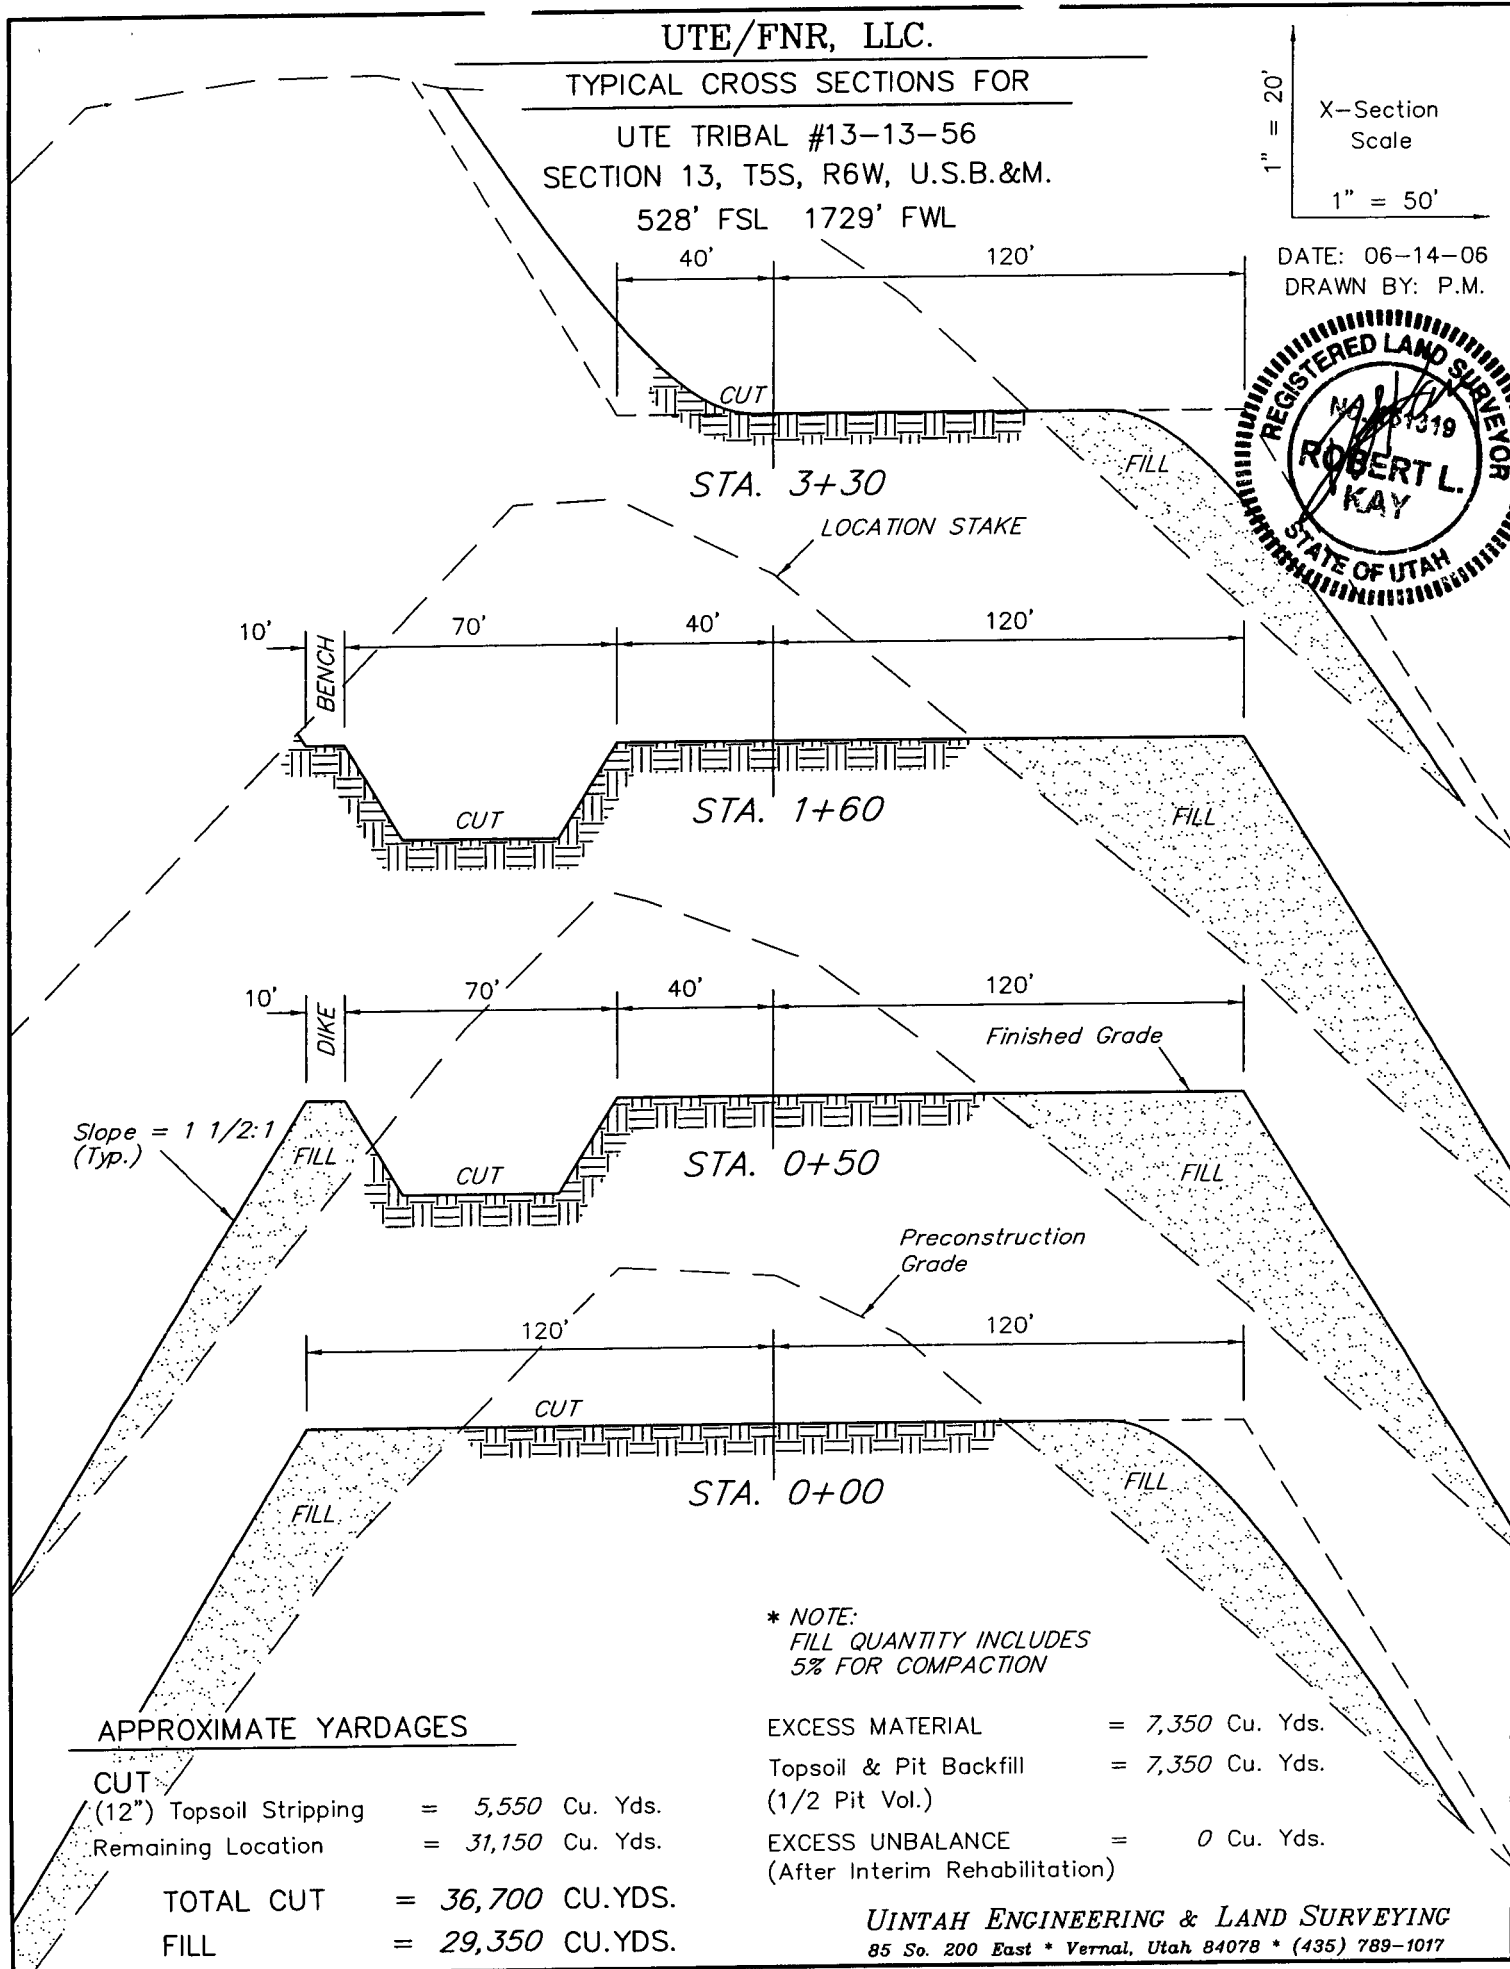 UTE/FNR, LLC.
TYPICAL CROSS SECTIONS FOR
UTE TRIBAL #13-13-56
SECTION 13, T5S, R6W, U.S.B.&M.
528' FSL 1729' FWL
1" = 20'
X-Section
Scale
1" = 50'
DATE: 06-14-06
DRAWN BY: P.M.
REGISTERED LAND SURVEYOR
ROBERT L.
KAY
STATE OF UTAH
40'
120'
CUT
FILL
STA. 3+30
LOCATION STAKE
10'
BENCH
70'
40'
120'
CUT
STA. 1+60
FILL
10'
DIKE
70'
40'
120'
Finished Grade
Slope = 1 1/2:1
(Typ.)
FILL
CUT
STA. 0+50
FILL
Preconstruction
Grade
120'
120'
CUT
FILL
STA. 0+00
FILL
* NOTE:
FILL QUANTITY INCLUDES
5% FOR COMPACTION
APPROXIMATE YARDAGES
CUT
(12") Topsoil Stripping = 5,550 Cu. Yds.
Remaining Location = 31,150 Cu. Yds.
TOTAL CUT = 36,700 CU.YDS.
FILL = 29,350 CU.YDS.
EXCESS MATERIAL = 7,350 Cu. Yds.
Topsoil & Pit Backfill = 7,350 Cu. Yds.
(1/2 Pit Vol.)
EXCESS UNBALANCE = 0 Cu. Yds.
(After Interim Rehabilitation)
UINTAH ENGINEERING & LAND SURVEYING
85 So. 200 East * Vernal, Utah 84078 * (435) 789-1017